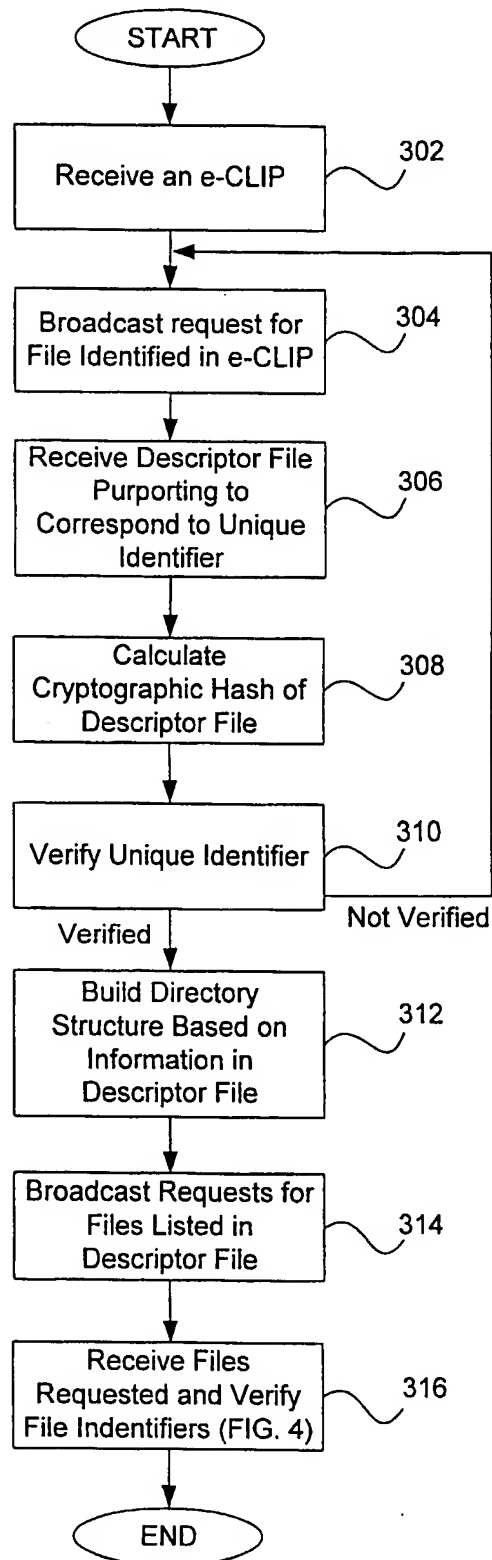 START
Receive an e-CLIP
302
Broadcast request for
File Identified in e-CLIP
304
Receive Descriptor File
Purporting to
Correspond to Unique
Identifier
306
Calculate
Cryptographic Hash of
Descriptor File
308
Verify Unique Identifier
310
Verified
Not Verified
Build Directory
Structure Based on
Information in
Descriptor File
312
Broadcast Requests for
Files Listed in
Descriptor File
314
Receive Files
Requested and Verify
File Indentifiers (FIG. 4)
316
END